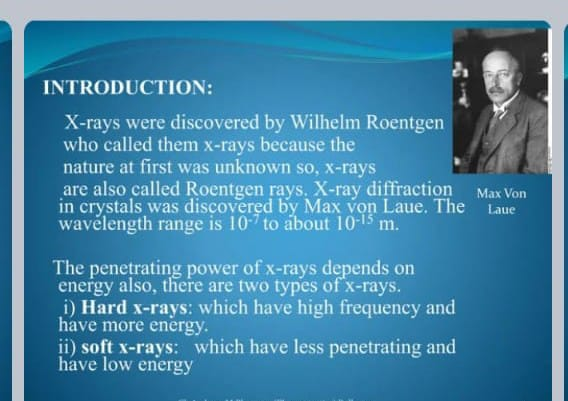 INTRODUCTION:
X-rays were discovered by Wilhelm Roentgen
who called them x-rays because the
nature at first was unknown so, x-rays
are also called Roentgen rays. X-ray diffraction
in crystals was discovered by Max von Laue. The
wavelength range is 10⁻⁷ to about 10⁻¹⁵ m.
Max Von
Laue
The penetrating power of x-rays depends on
energy also, there are two types of x-rays.
i) Hard x-rays: which have high frequency and
have more energy.
ii) soft x-rays: which have less penetrating and
have low energy